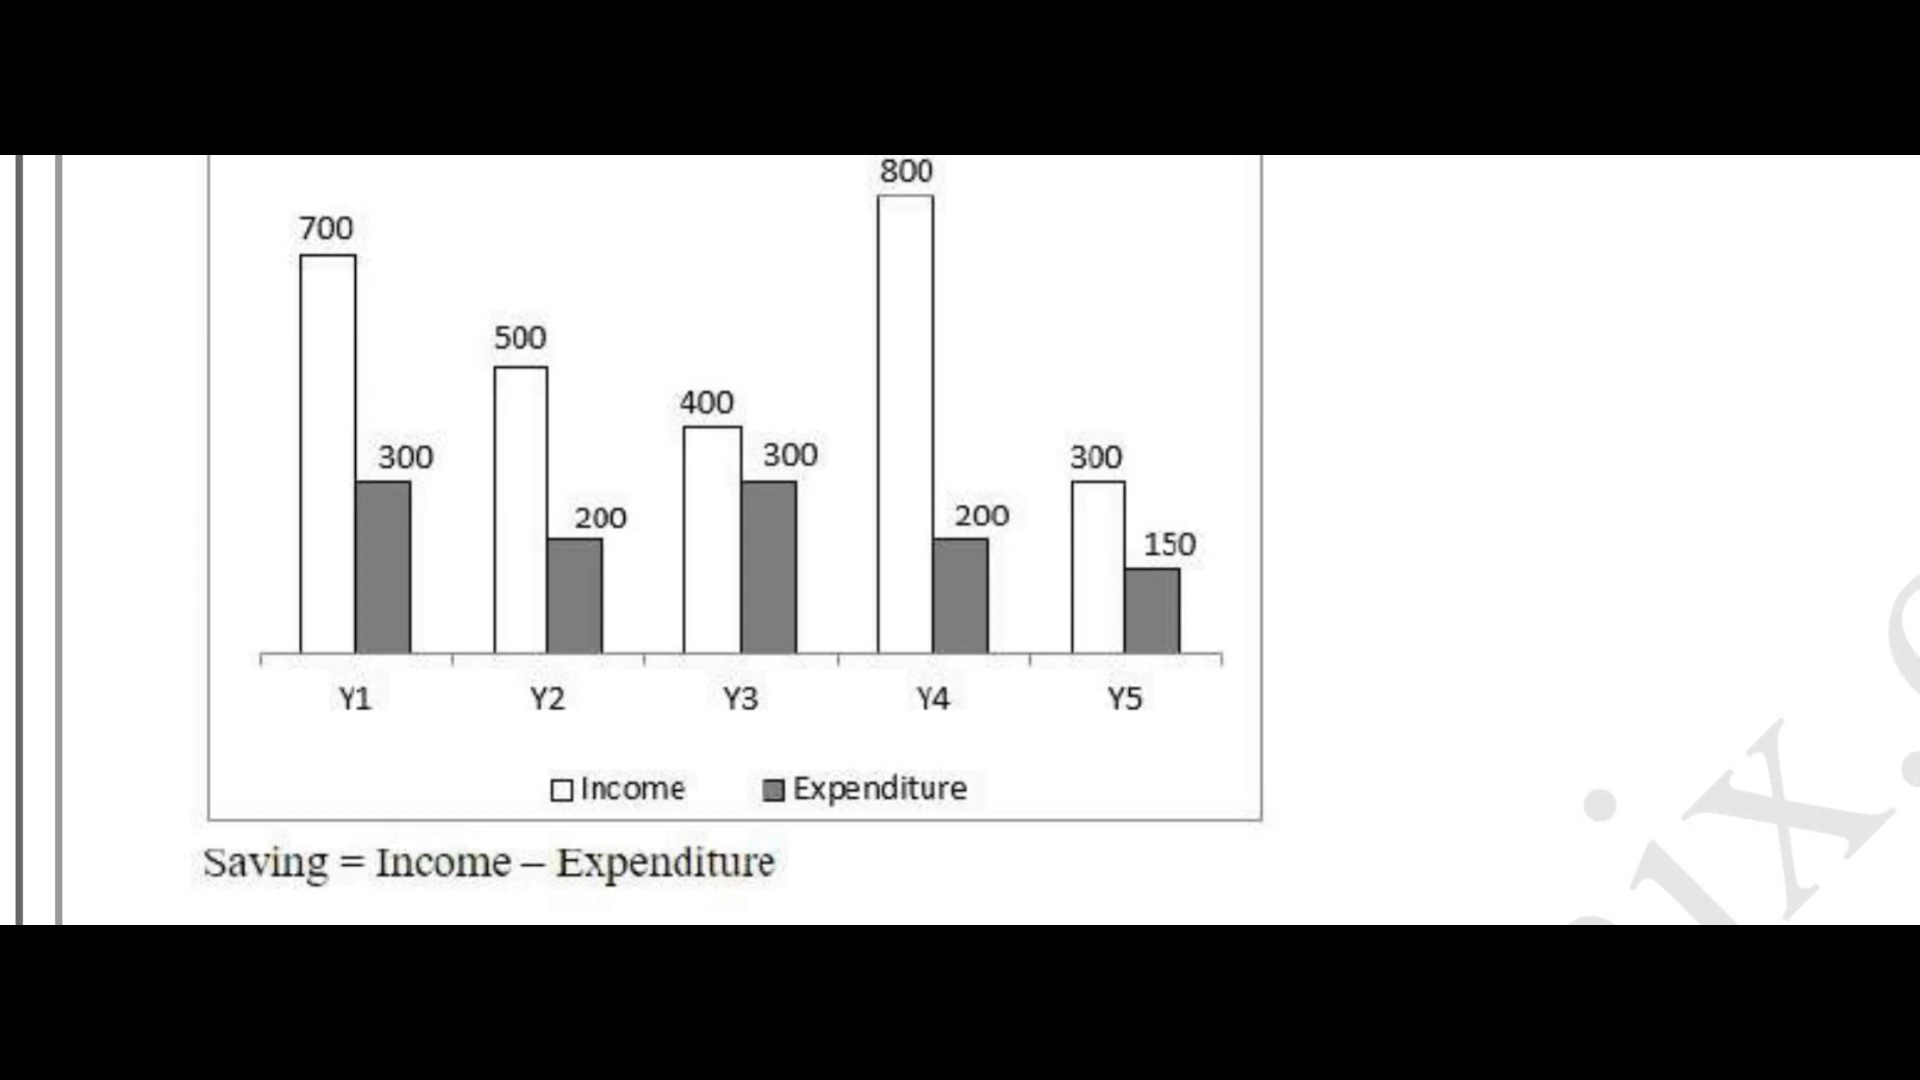 800
700
500
400
300
300
300
200
200
150
Y1 Y2 Y3 Y4 Y5
Income Expenditure
Saving = Income – Expenditure
ix.